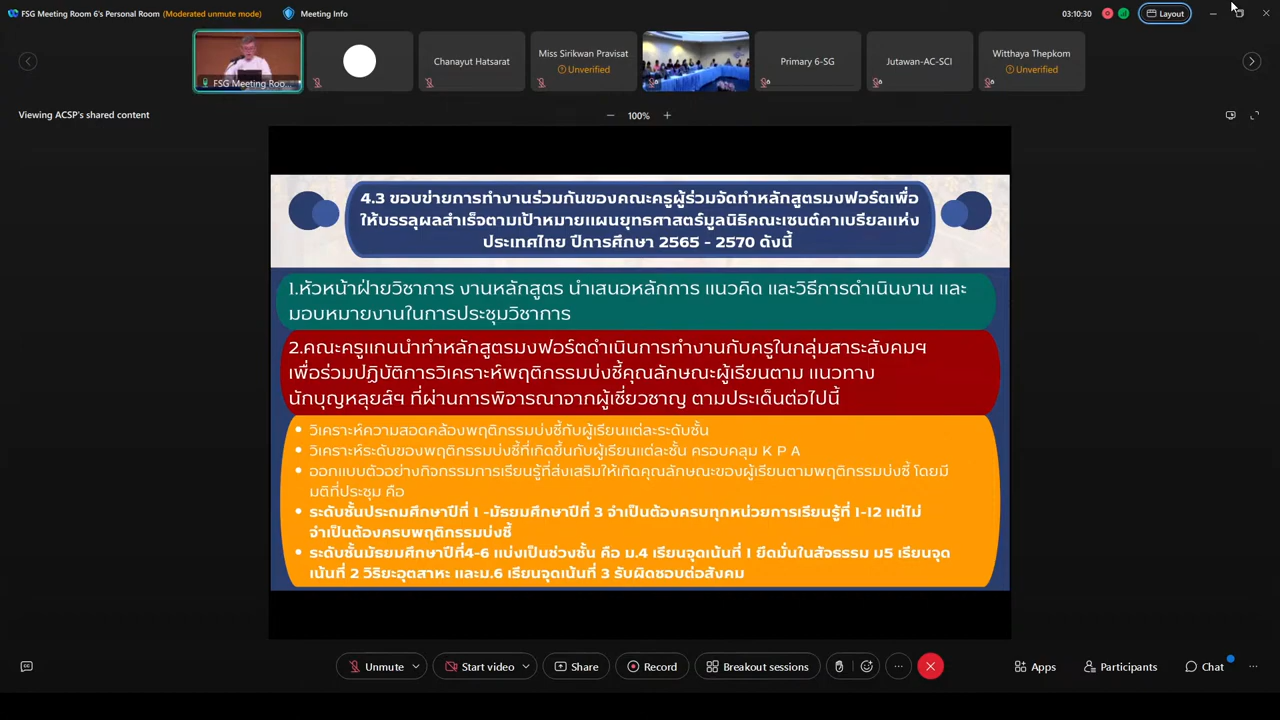 FSG Meeting Room 6's Personal Room (Moderated unmute mode) Meeting Info
03:10:30 Layout
FSG Meeting Roo...
Chanayut Hatsarat
Miss Sirikwan Pravisat
Unverified
Primary 6-SG
Jutawan-AC-SCI
Witthaya Thepkom
Unverified
Viewing ACSP's shared content
100%
4.3 ขอบข่ายการทำงานร่วมกันของคณะครูผู้ร่วมจัดทำหลักสูตรมงฟอร์ตเพื่อ
ให้บรรลุผลสำเร็จตามเป้าหมายแผนยุทธศาสตร์มูลนิธิคณะเซนต์คาเบรียลแห่ง
ประเทศไทย ปีการศึกษา 2565 - 2570 ดังนี้
1.หัวหน้าฝ่ายวิชาการ งานหลักสูตร นำเสนอหลักการ แนวคิด และวิธีการดำเนินงาน และ
มอบหมายงานในการประชุมวิชาการ
2.คณะครูแกนนำทำหลักสูตรมงฟอร์ตดำเนินการทำงานกับครูในกลุ่มสาระสังคมฯ
เพื่อร่วมปฏิบัติการวิเคราะห์พฤติกรรมบ่งชี้คุณลักษณะผู้เรียนตาม แนวทาง
นักบุญหลุยส์ฯ ที่ผ่านการพิจารณาจากผู้เชี่ยวชาญ ตามประเด็นต่อไปนี้
• วิเคราะห์ความสอดคล้องพฤติกรรมบ่งชี้กับผู้เรียนแต่ละระดับชั้น
• วิเคราะห์ระดับของพฤติกรรมบ่งชี้ที่เกิดขึ้นกับผู้เรียนแต่ละชั้น ครอบคลุม K P A
• ออกแบบตัวอย่างกิจกรรมการเรียนรู้ที่ส่งเสริมให้เกิดคุณลักษณะของผู้เรียนตามพฤติกรรมบ่งชี้ โดยมี
มติที่ประชุม คือ
• ระดับชั้นประถมศึกษาปีที่ 1 -มัธยมศึกษาปีที่ 3 จำเป็นต้องครบทุกหน่วยการเรียนรู้ที่ 1-12 แต่ไม่
จำเป็นต้องครบพฤติกรรมบ่งชี้
• ระดับชั้นมัธยมศึกษาปีที่4-6 แบ่งเป็นช่วงชั้น คือ ม.4 เรียนจุดเน้นที่ 1 ยึดมั่นในสัจธรรม ม5 เรียนจุด
เน้นที่ 2 วิริยะอุตสาหะ และม.6 เรียนจุดเน้นที่ 3 รับผิดชอบต่อสังคม
Unmute Start video Share Record Breakout sessions Apps Participants Chat